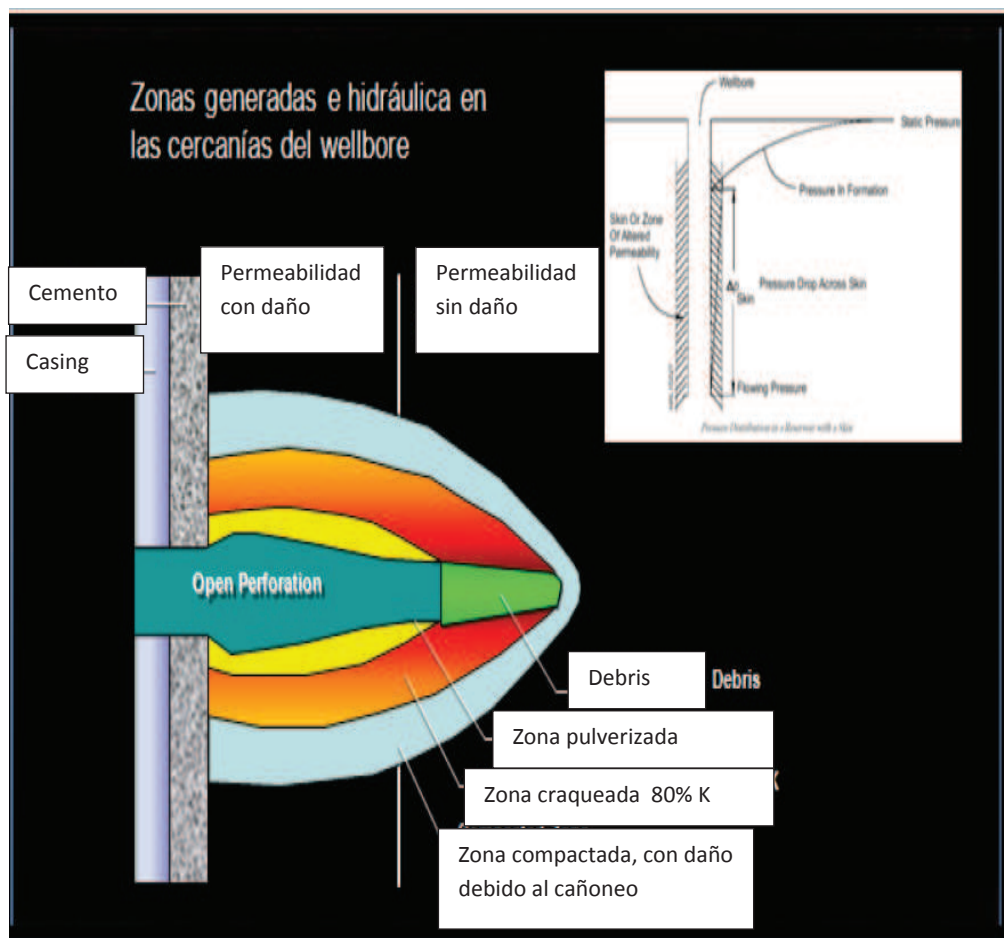 Zonas generadas e hidráulica en
las cercanías del wellbore
Wellbore
Static Pressure
Pressure In Formation
Skin Or Zone
Of Altered
Permeability
Δp
Skin
Pressure Drop Across Skin
Flowing Pressure
Pressure Distribution in a Reservoir with a Skin
Cemento
Casing
Permeabilidad
con daño
Permeabilidad
sin daño
Open Perforation
Debris
Debris
Zona pulverizada
Zona craqueada 80% K
Zona compactada, con daño
debido al cañoneo